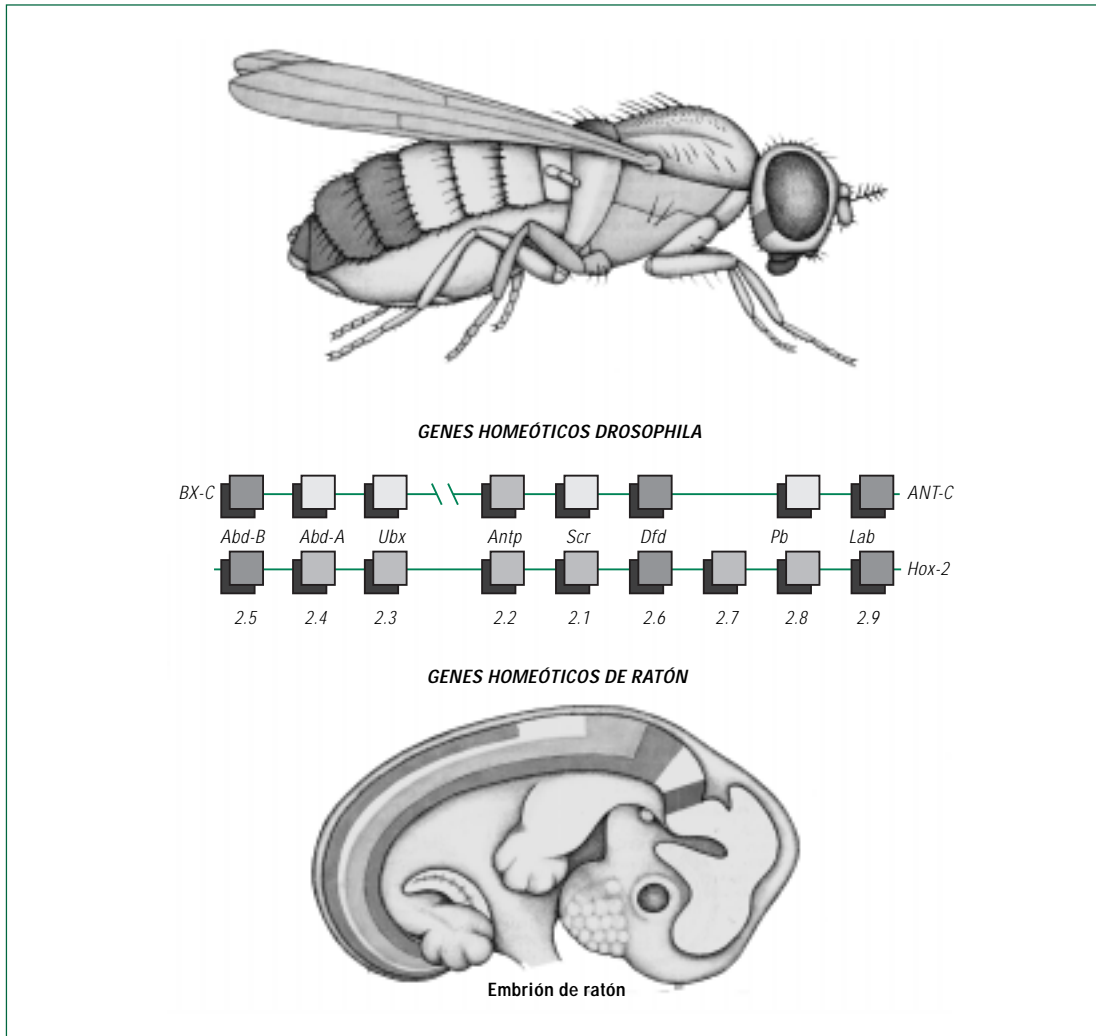 GENES HOMEÓTICOS DROSOPHILA
BX-C ANT-C
Abd-B Abd-A Ubx Antp Scr Dfd Pb Lab
Hox-2
2.5 2.4 2.3 2.2 2.1 2.6 2.7 2.8 2.9
GENES HOMEÓTICOS DE RATÓN
Embrión de ratón